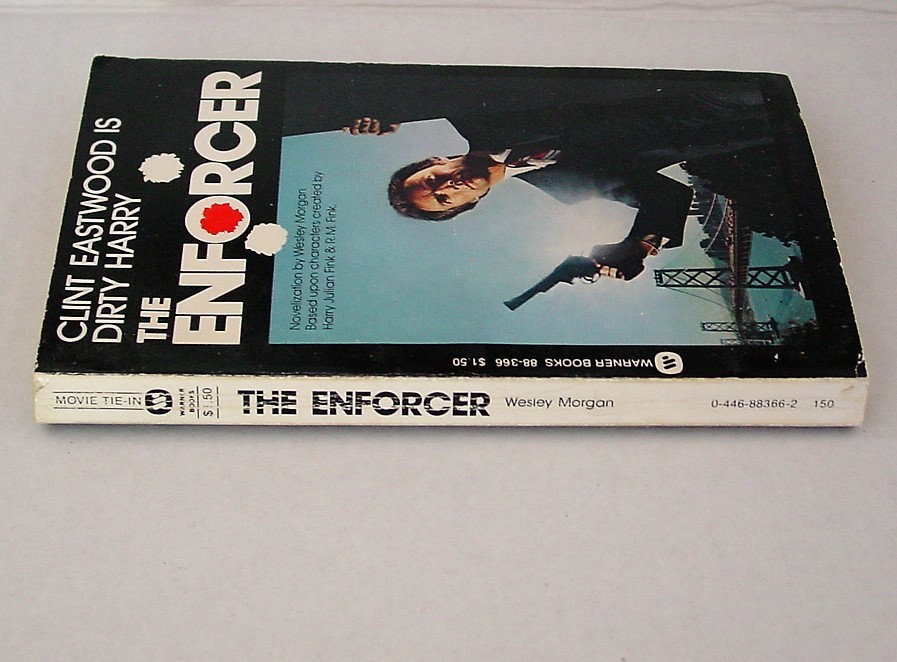 CLINT EASTWOOD IS
DIRTY HARRY
THE
ENFORCER
Novelization by Wesley Morgan
Based upon characters created by
Harry Julian Fink & R.M. Fink.
WARNER BOOKS 88-366 $1.50
MOVIE TIE-IN
WARNER
BOOKS
$1.50
THE ENFORCER
Wesley Morgan
0-446-88366-2
150